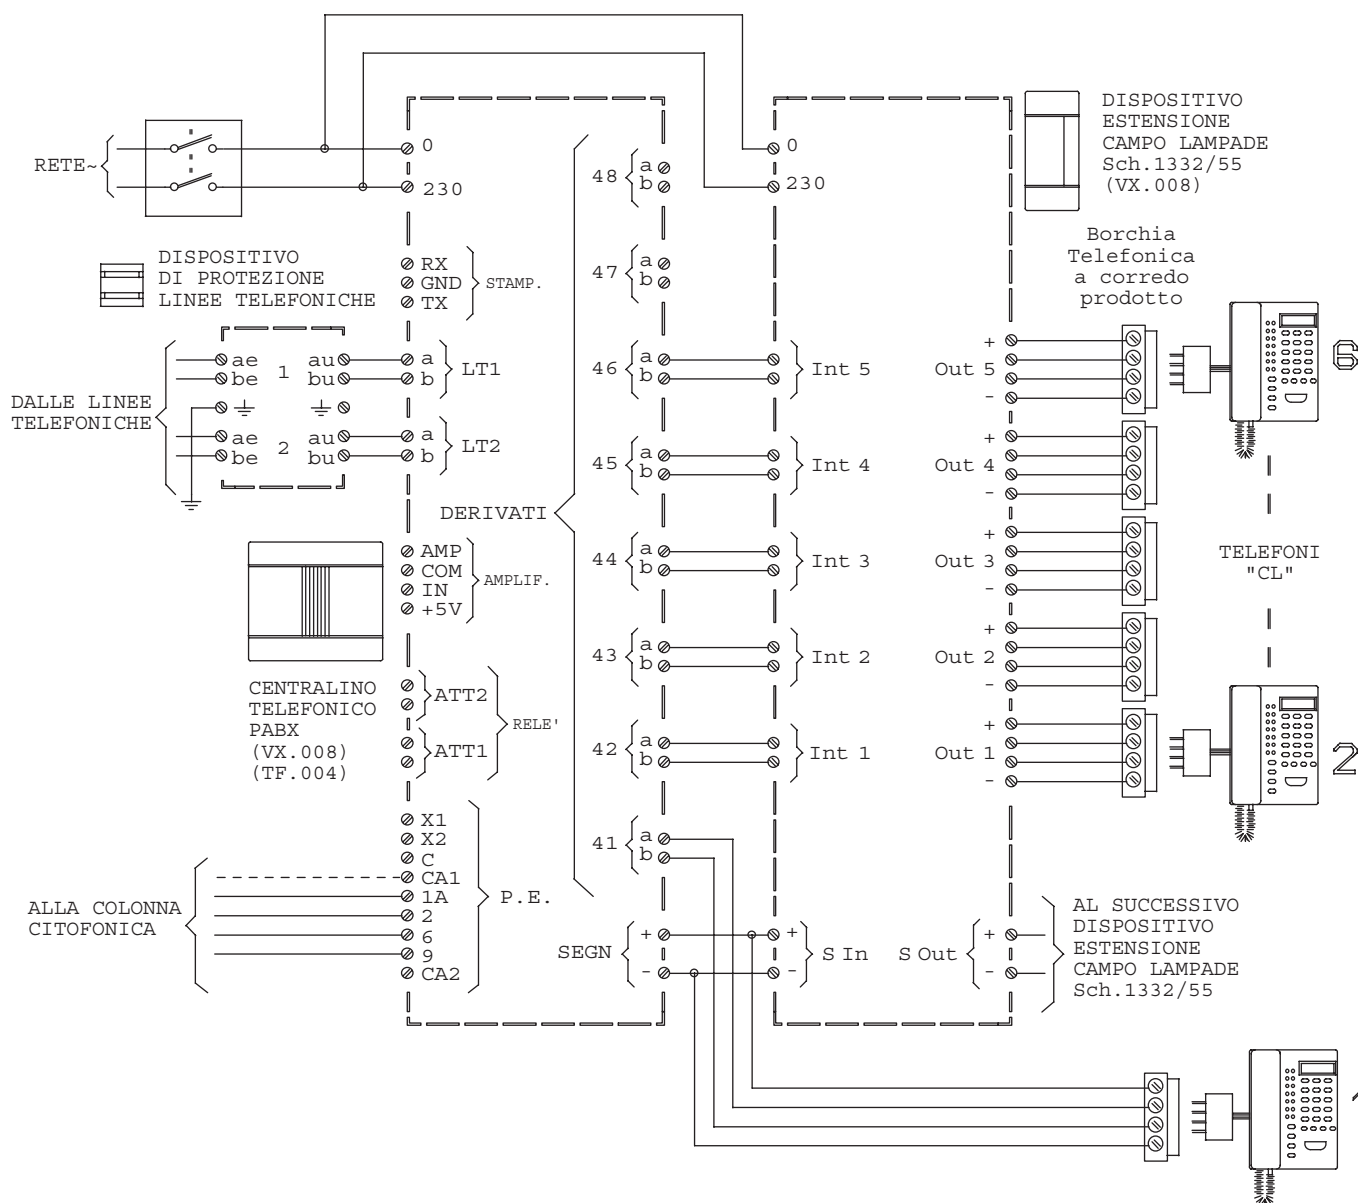 RETE~
0
230
DISPOSITIVO
DI PROTEZIONE
LINEE TELEFONICHE
RX
GND
TX
STAMP.
DALLE LINEE
TELEFONICHE
ae
be
1
au
bu
ae
be
2
au
bu
a
b
LT1
a
b
LT2
DERIVATI
AMP
COM
IN
+5V
AMPLIF.
CENTRALINO
TELEFONICO
PABX
(VX.008)
(TF.004)
ATT2
ATT1
RELE'
X1
X2
C
CA1
1A
2
6
9
CA2
P.E.
ALLA COLONNA
CITOFONICA
48
a
b
47
a
b
46
a
b
45
a
b
44
a
b
43
a
b
42
a
b
41
a
b
SEGN
+
-
0
230
Int 5
Int 4
Int 3
Int 2
Int 1
+
-
S In
Out 5
+
-
Out 4
+
-
Out 3
+
-
Out 2
+
-
Out 1
+
-
S Out
+
-
DISPOSITIVO
ESTENSIONE
CAMPO LAMPADE
Sch.1332/55
(VX.008)
Borchia
Telefonica
a corredo
prodotto
6
TELEFONI
"CL"
2
AL SUCCESSIVO
DISPOSITIVO
ESTENSIONE
CAMPO LAMPADE
Sch.1332/55